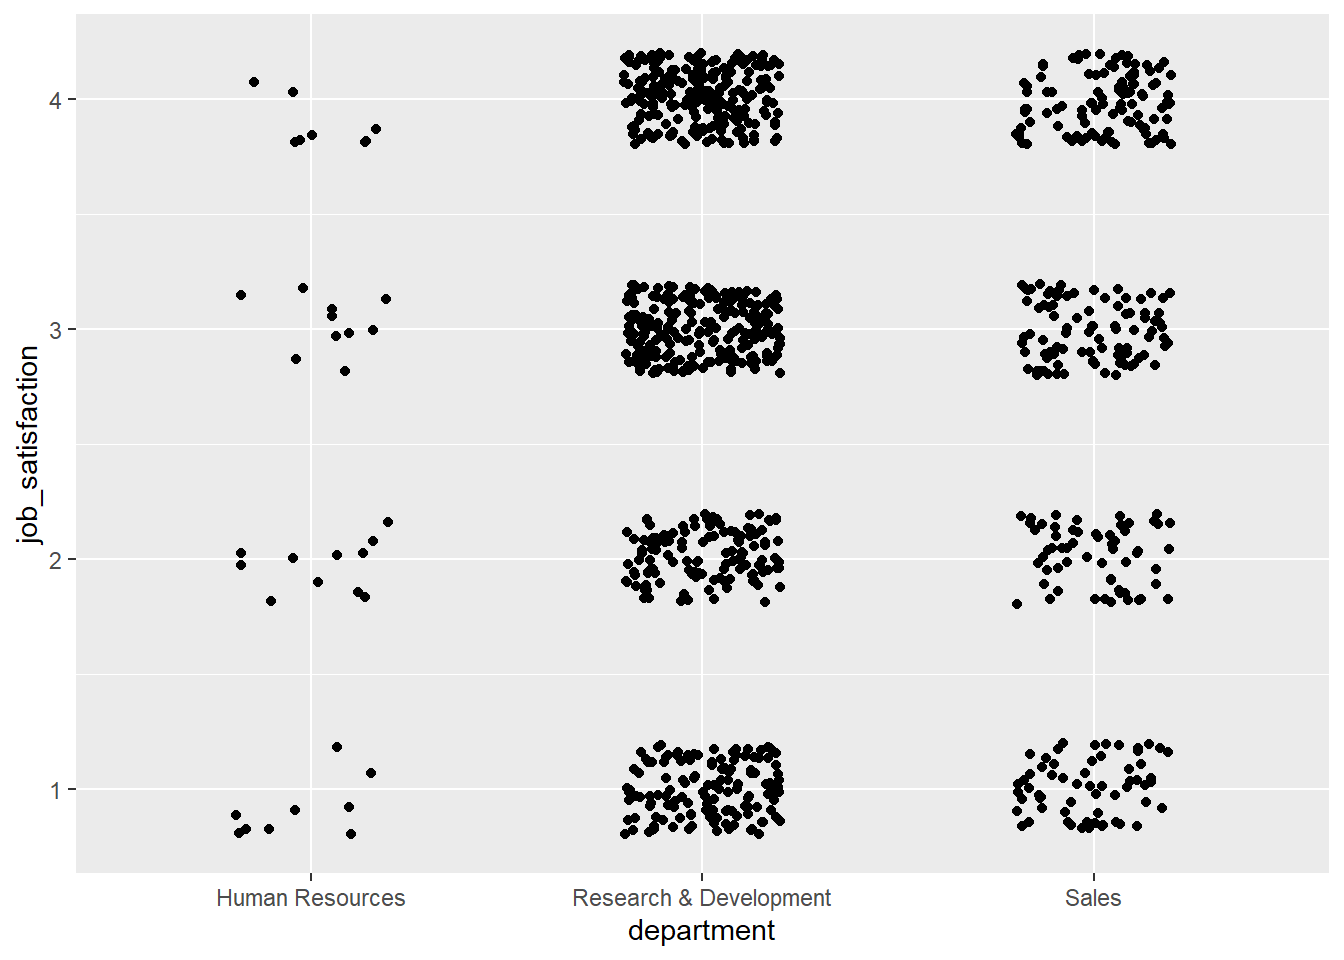 4
3
2
1
job_satisfaction
Human Resources
Research & Development
Sales
department